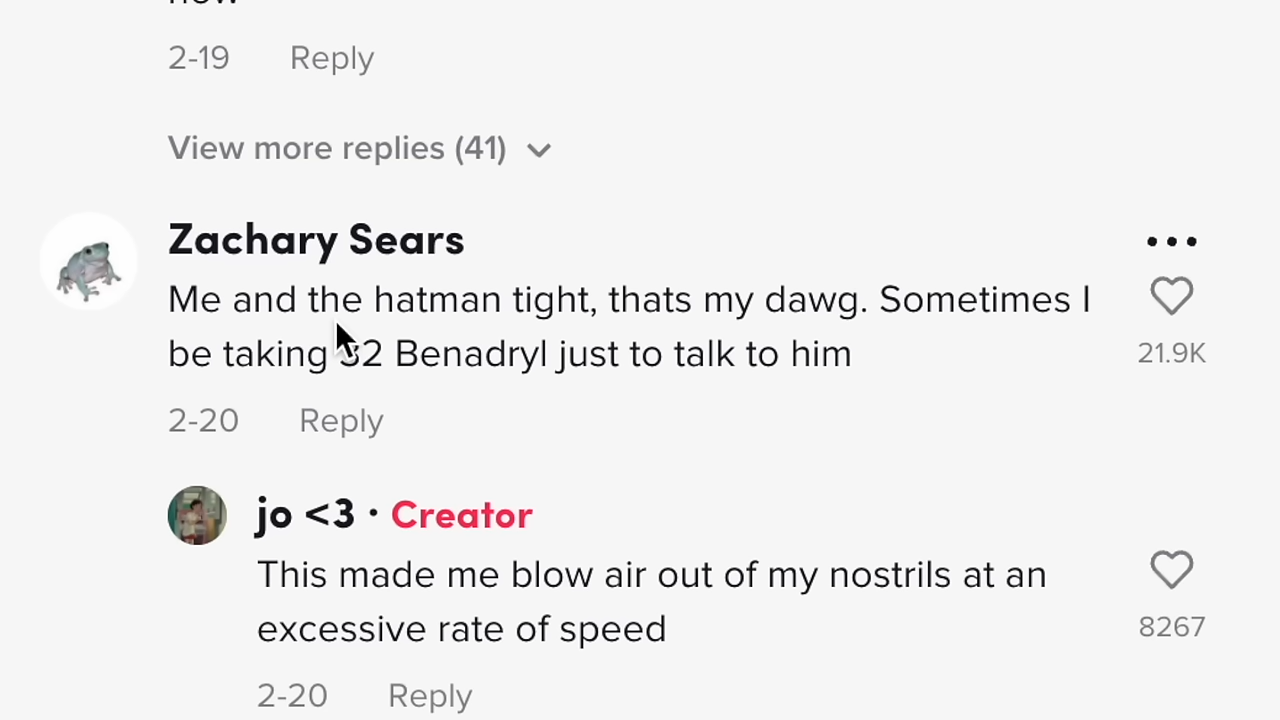 2-19 Reply
View more replies (41)
Zachary Sears
Me and the hatman tight, thats my dawg. Sometimes I
be taking 32 Benadryl just to talk to him
21.9K
2-20 Reply
jo <3 · Creator
This made me blow air out of my nostrils at an
excessive rate of speed
8267
2-20 Reply